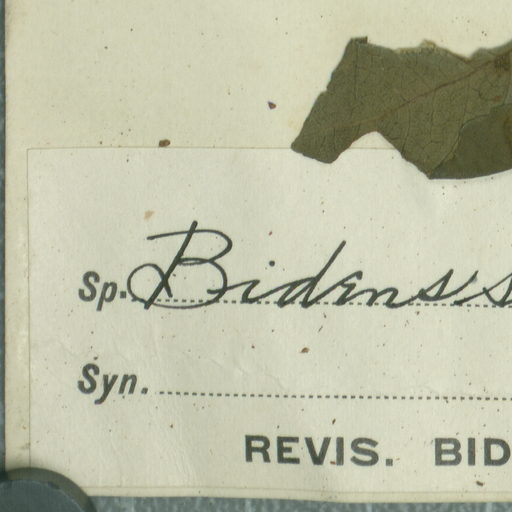 Sp. Bidens
Syn.
REVIS. BID